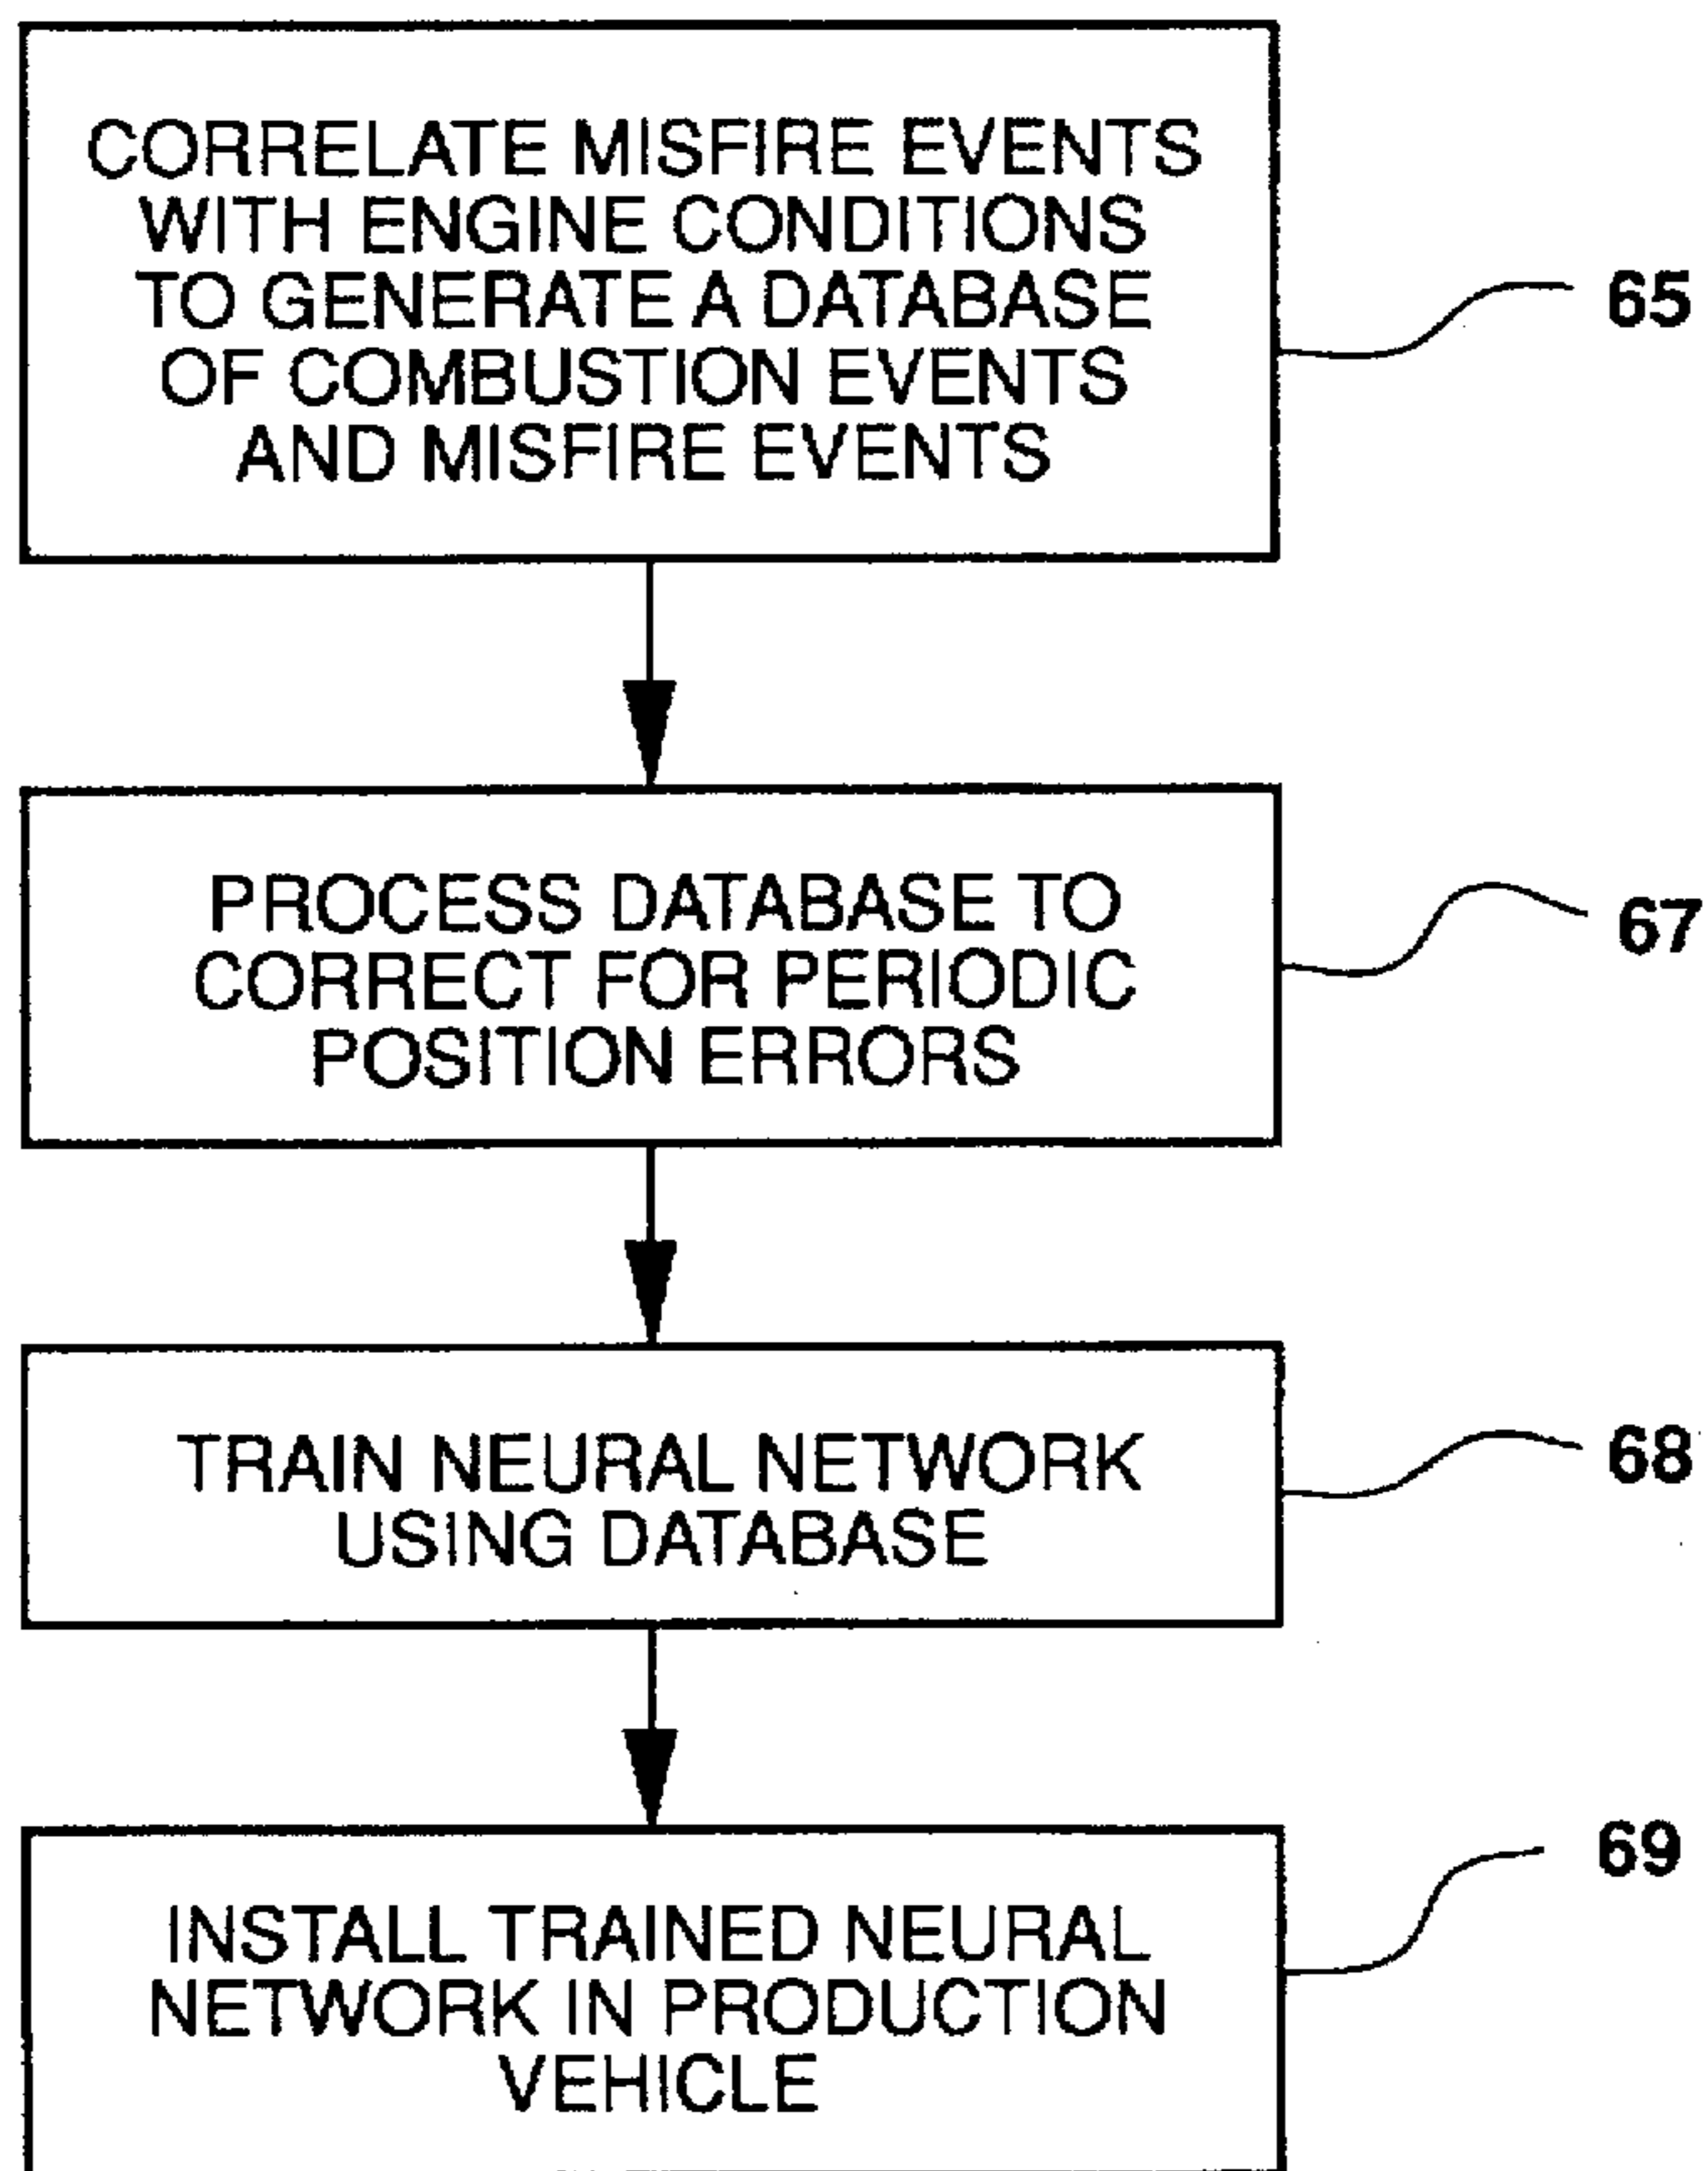 CORRELATE MISFIRE EVENTS
WITH ENGINE CONDITIONS
TO GENERATE A DATABASE
OF COMBUSTION EVENTS
AND MISFIRE EVENTS
65
PROCESS DATABASE TO
CORRECT FOR PERIODIC
POSITION ERRORS
67
TRAIN NEURAL NETWORK
USING DATABASE
68
INSTALL TRAINED NEURAL
NETWORK IN PRODUCTION
VEHICLE
69